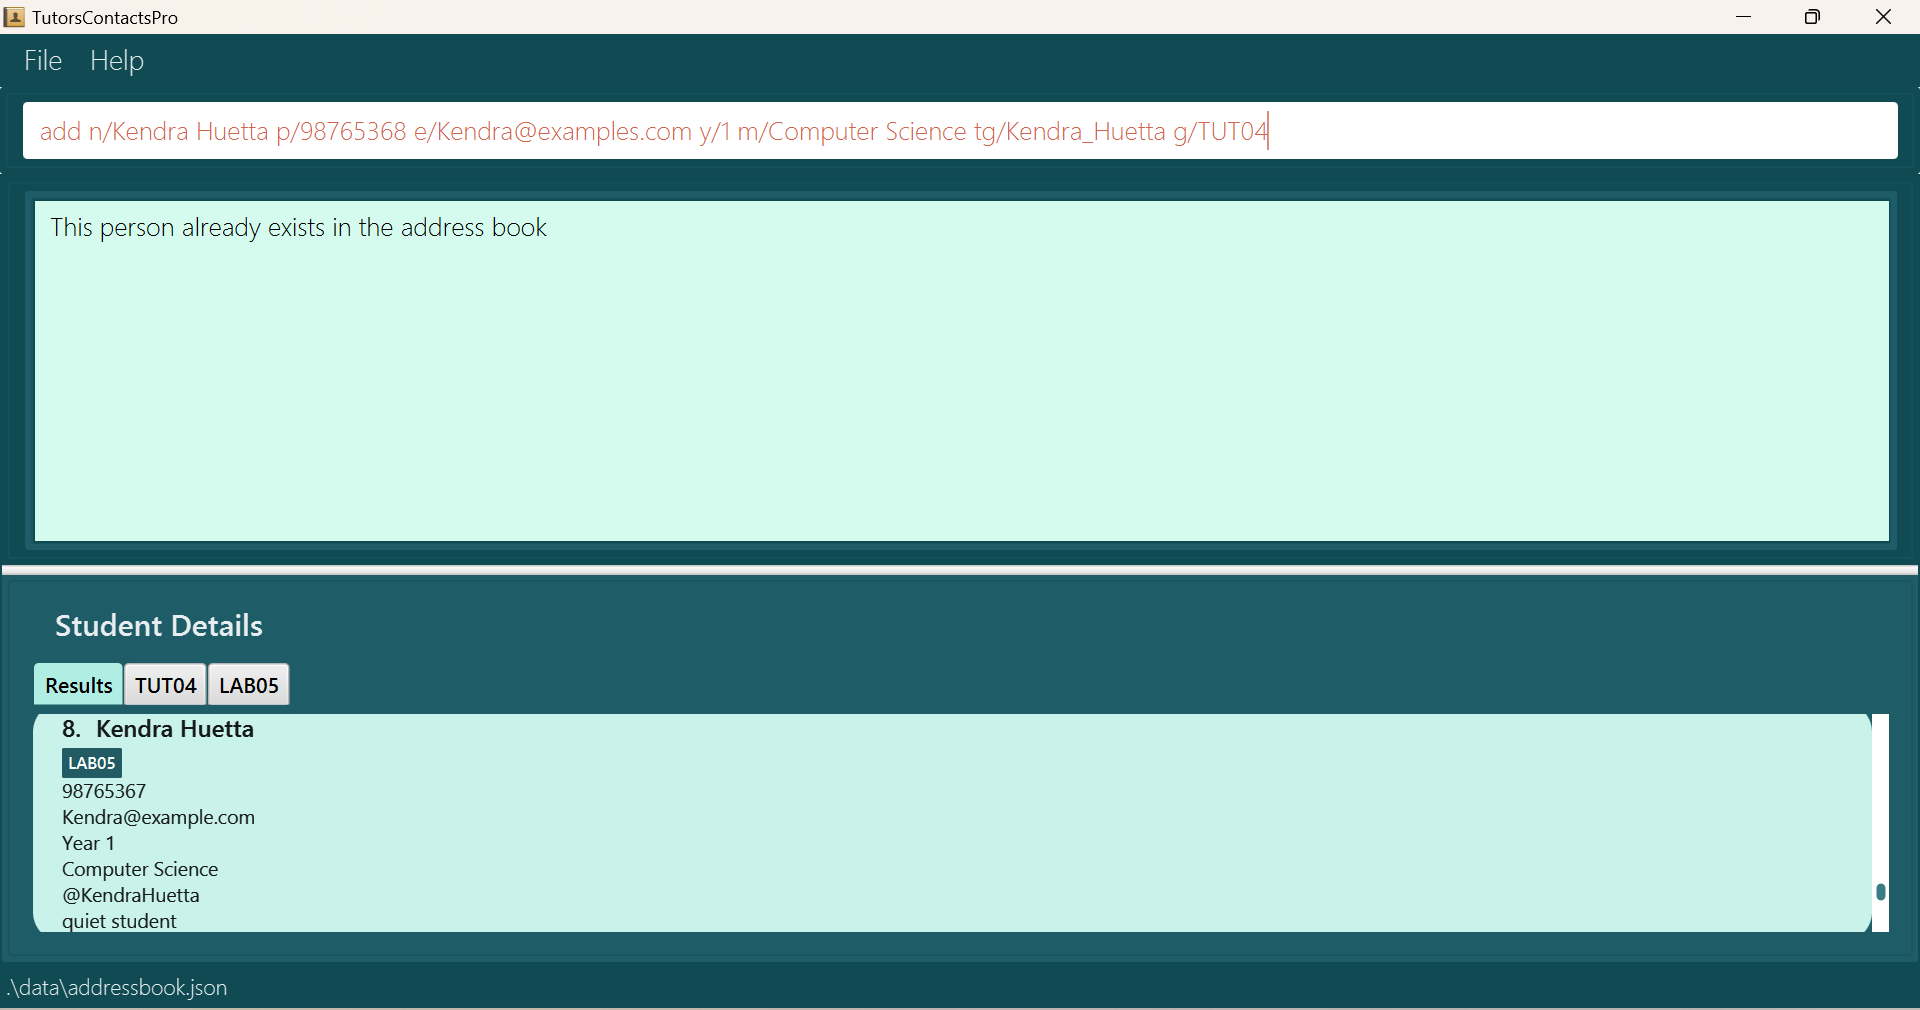 TutorsContactsPro
File Help
add n/Kendra Huetta p/98765368 e/Kendra@examples.com y/1 m/Computer Science tg/Kendra_Huetta g/TUT04
This person already exists in the address book
Student Details
Results TUT04 LAB05
8. Kendra Huetta
LAB05
98765367
Kendra@example.com
Year 1
Computer Science
@KendraHuetta
quiet student
.\data\addressbook.json